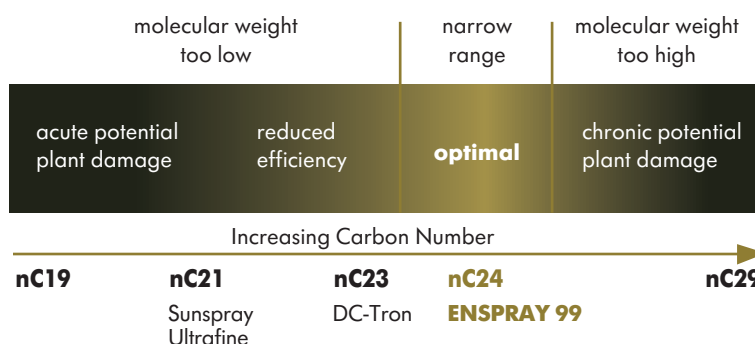 molecular weight
too low
narrow
range
molecular weight
too high
acute potential
plant damage
reduced
efficiency
optimal
chronic potential
plant damage
Increasing Carbon Number
nC19
nC21
nC23
nC24
nC29
Sunspray
Ultrafine
DC-Tron
ENSPRAY 99